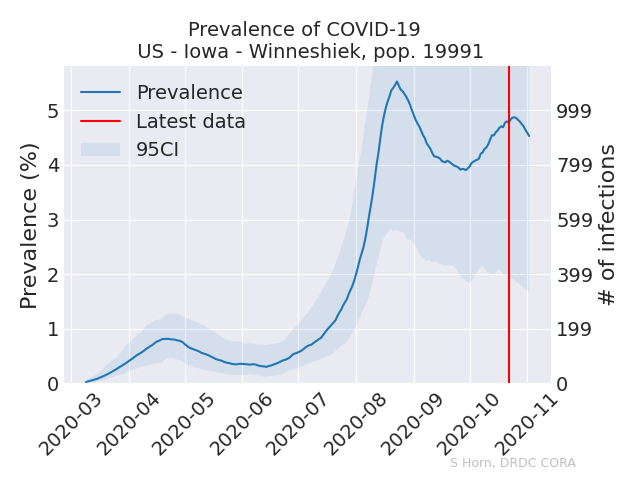 Prevalence of COVID-19
US - Iowa - Winneshiek, pop. 19991
Prevalence
Latest data
95CI
Prevalence (%)
5
4
3
2
1
0
999
799
599
399
199
0
# of infections
2020-03
2020-04
2020-05
2020-06
2020-07
2020-08
2020-09
2020-10
2020-11
S Horn, DRDC CORA